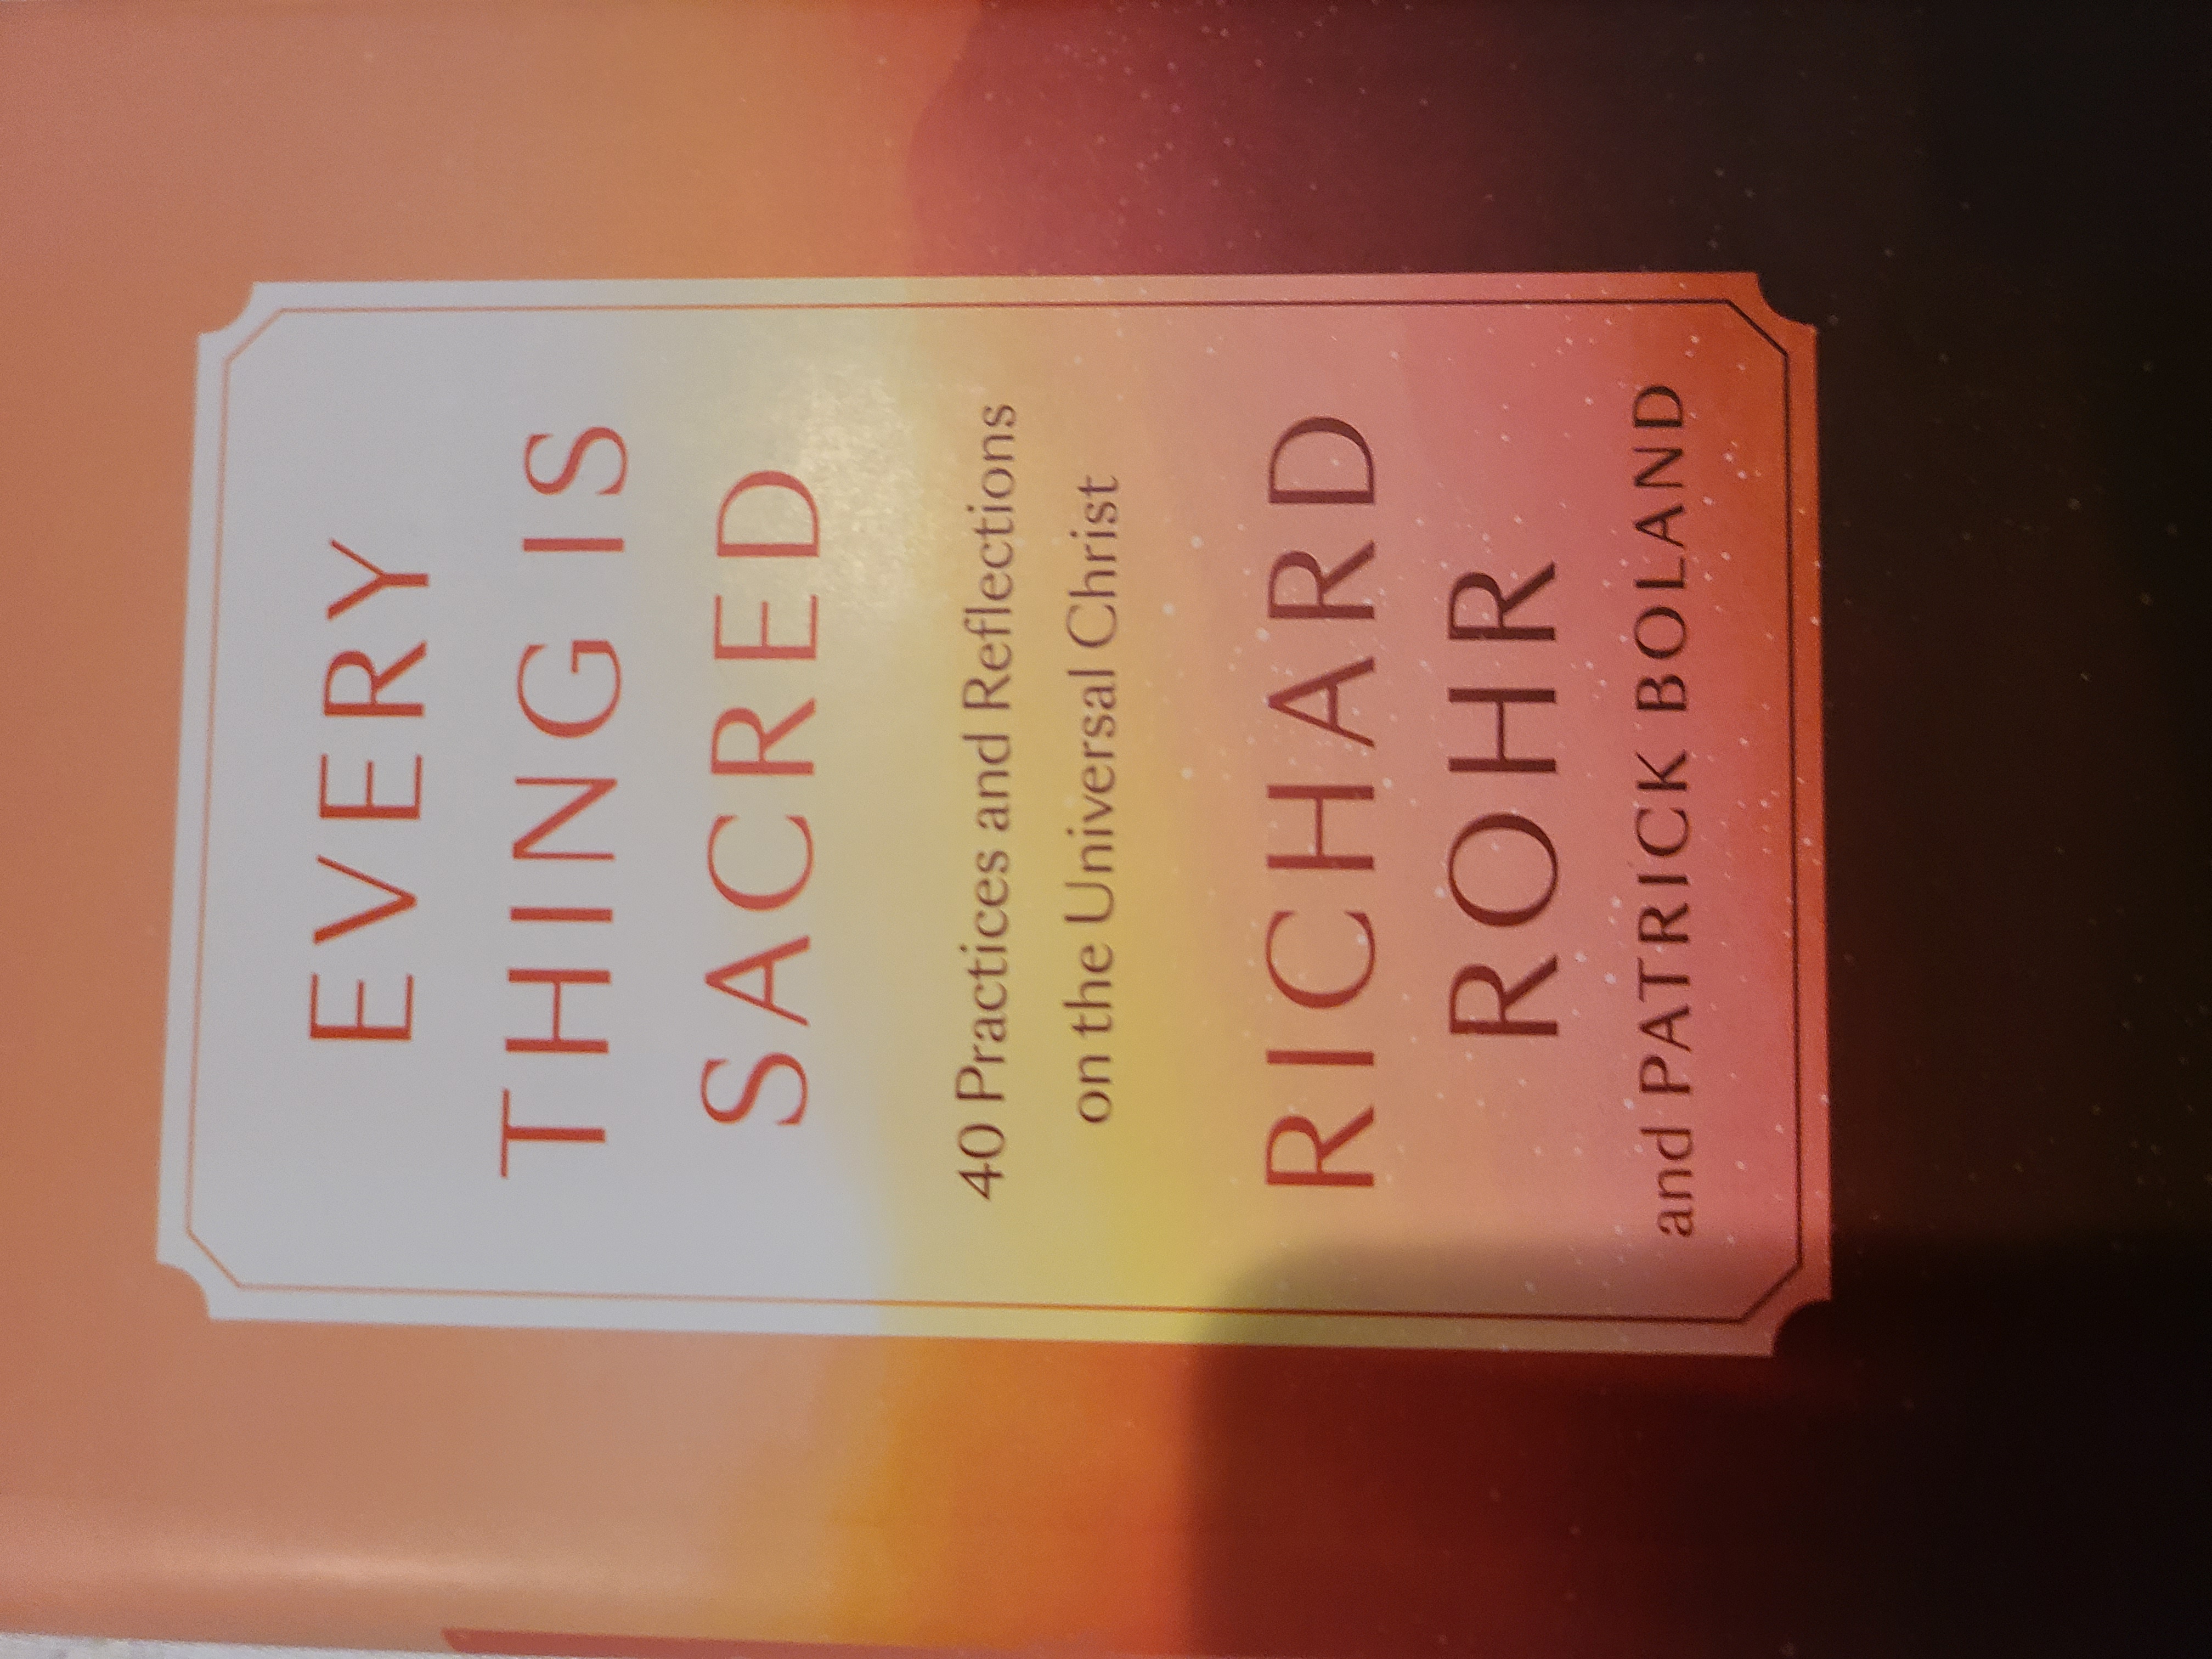 EVERY
THING IS
SACRED
40 Practices and Reflections
on the Universal Christ
RICHARD
ROHR
and PATRICK BOLAND